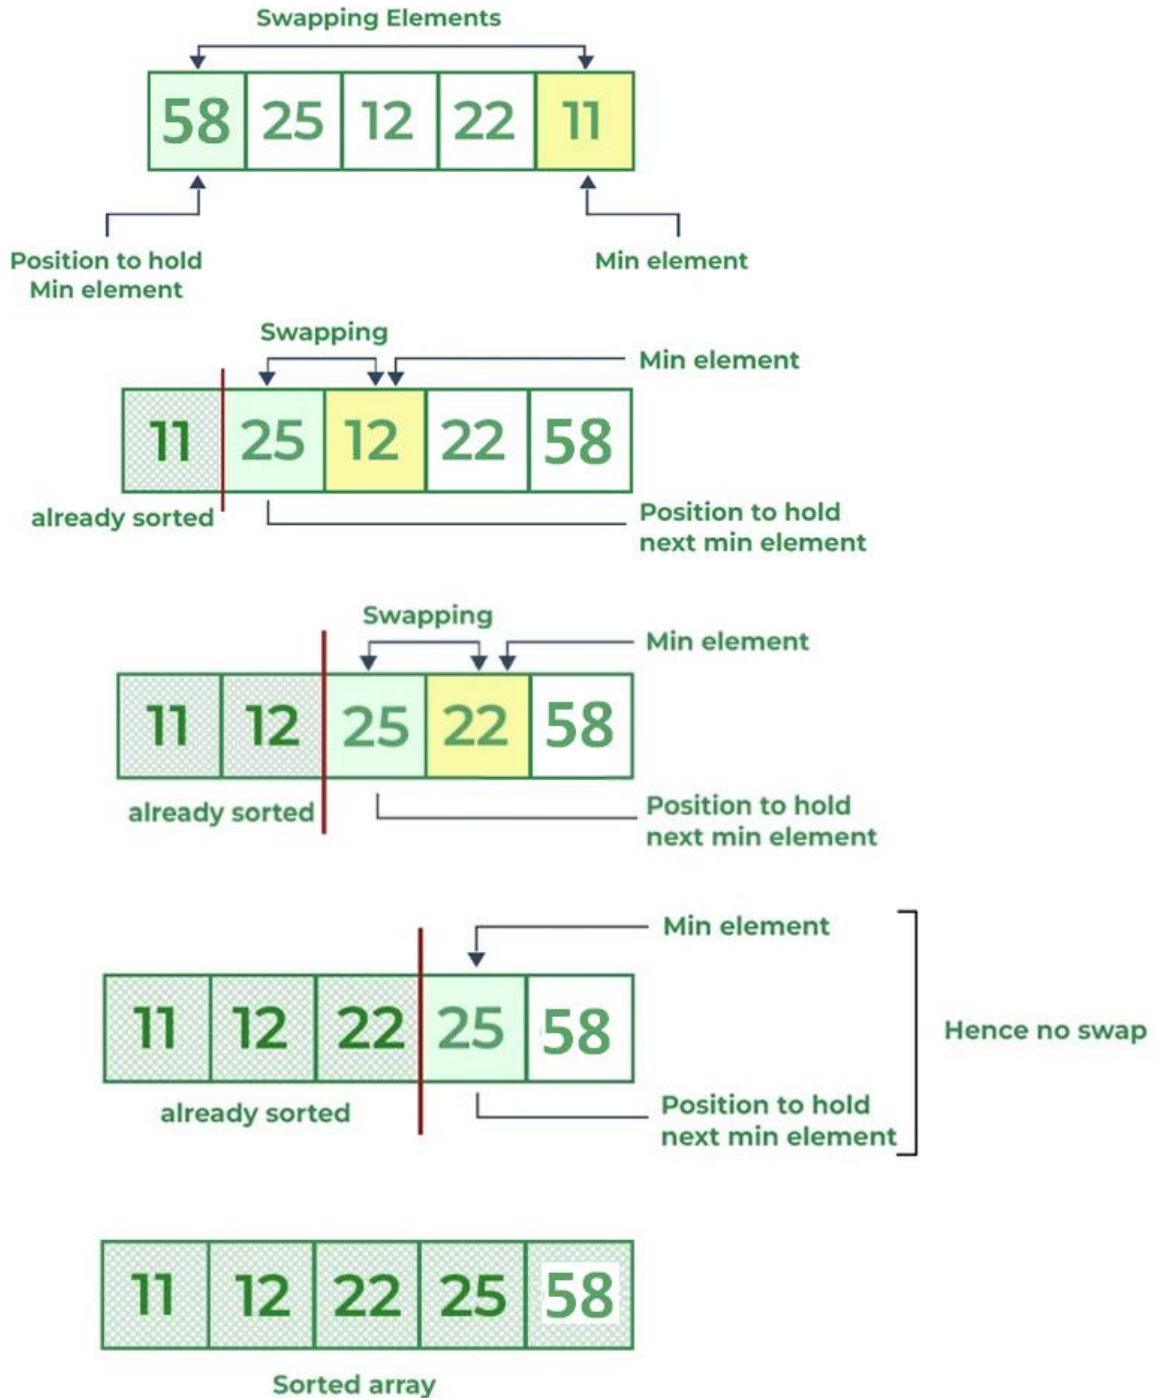 Swapping Elements
58 25 12 22 11
Position to hold
Min element
Min element
Swapping
Min element
11 25 12 22 58
already sorted
Position to hold
next min element
Swapping
Min element
11 12 25 22 58
already sorted
Position to hold
next min element
Min element
11 12 22 25 58
Hence no swap
already sorted
Position to hold
next min element
11 12 22 25 58
Sorted array